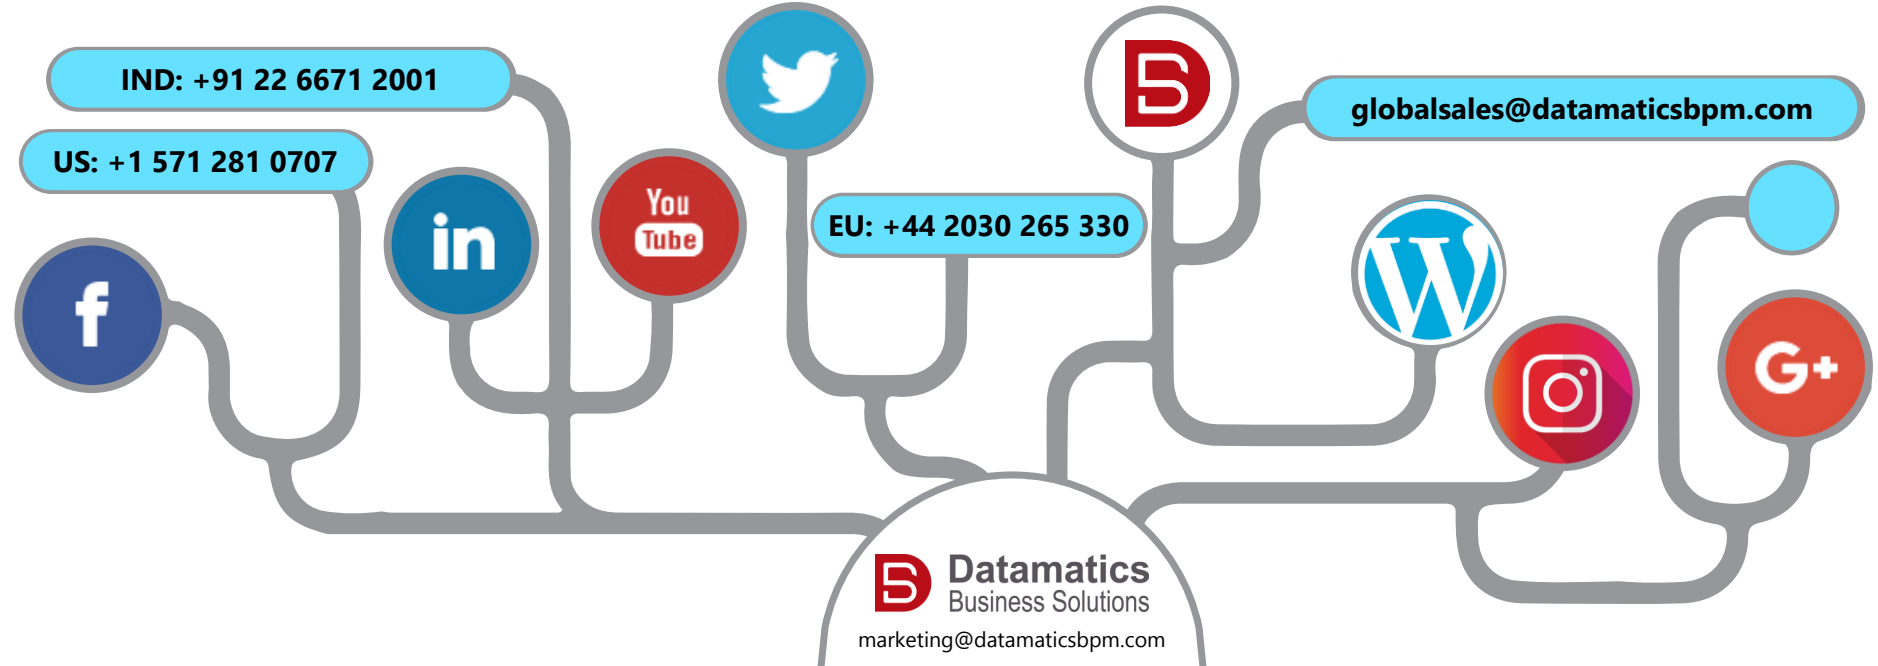 IND: +91 22 6671 2001
US: +1 571 281 0707
f
in
You
Tube
EU: +44 2030 265 330
globalsales@datamaticsbpm.com
W
G+
Datamatics
Business Solutions
marketing@datamaticsbpm.com